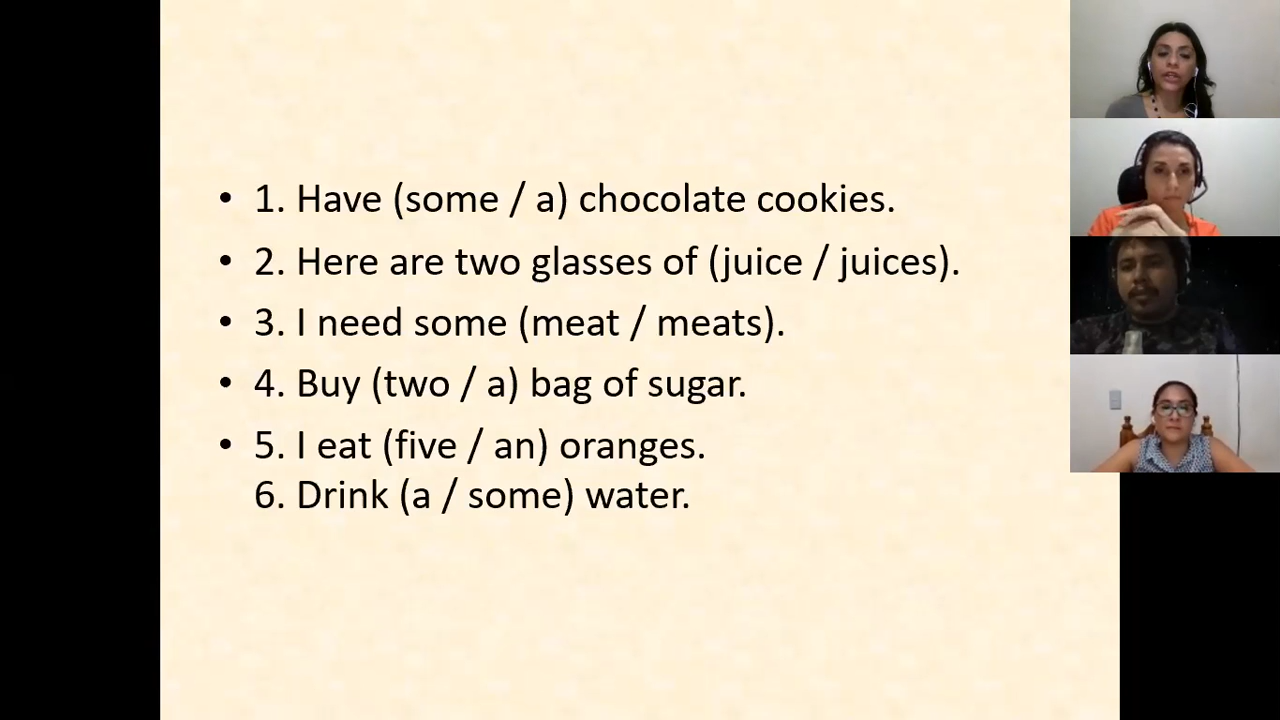 • 1. Have (some / a) chocolate cookies.
• 2. Here are two glasses of (juice / juices).
• 3. I need some (meat / meats).
• 4. Buy (two / a) bag of sugar.
• 5. I eat (five / an) oranges.
6. Drink (a / some) water.